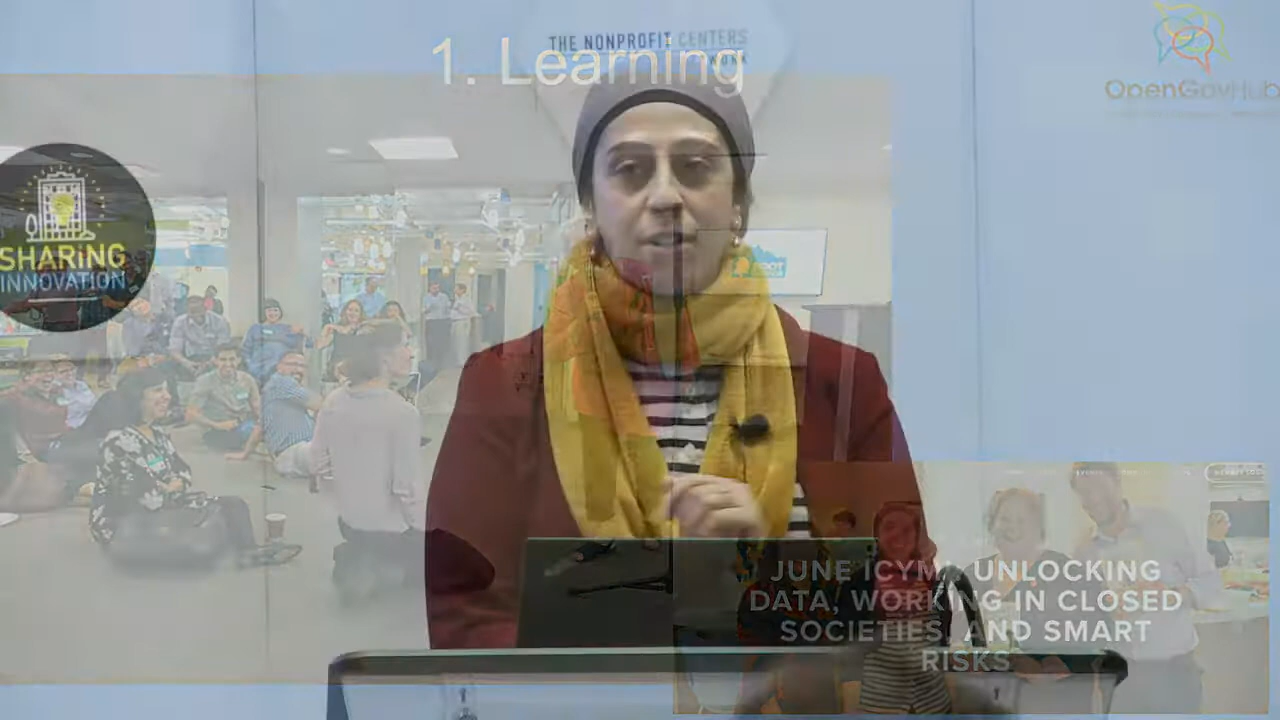 THE NONPROFIT CENTERS
1. Learning
OpenGovHub
SHARING
INNOVATION
JUNE ICYMI: UNLOCKING
DATA, WORKING IN CLOSED
SOCIETIES, AND SMART
RISKS